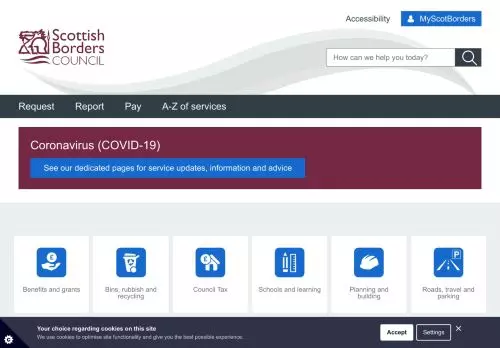 Accessibility
MyScotBorders
Scottish
Borders
COUNCIL
How can we help you today?
Request
Report
Pay
A-Z of services
Coronavirus (COVID-19)
See our dedicated pages for service updates, information and advice
Benefits and grants
Bins, rubbish and
recycling
Council Tax
Schools and learning
Planning and
building
P
Roads, travel and
parking
Your choice regarding cookies on this site
We use cookies to optimise site functionality and give you the best possible experience.
Accept
Settings